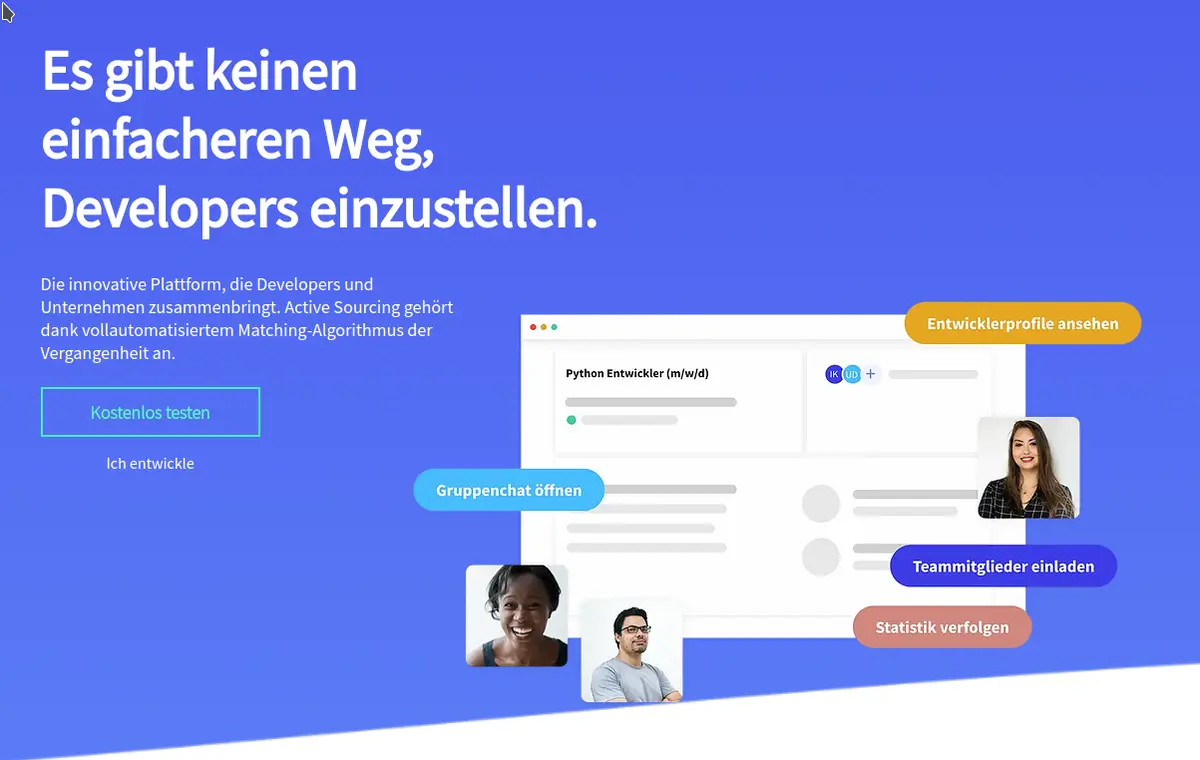 Es gibt keinen
einfacheren Weg,
Developers einzustellen.
Die innovative Plattform, die Developers und
Unternehmen zusammenbringt. Active Sourcing gehört
dank vollautomatisiertem Matching-Algorithmus der
Vergangenheit an.
Kostenlos testen
Ich entwickle
Entwicklerprofile ansehen
Python Entwickler (m/w/d)
IK UD +
Gruppenchat öffnen
Teammitglieder einladen
Statistik verfolgen